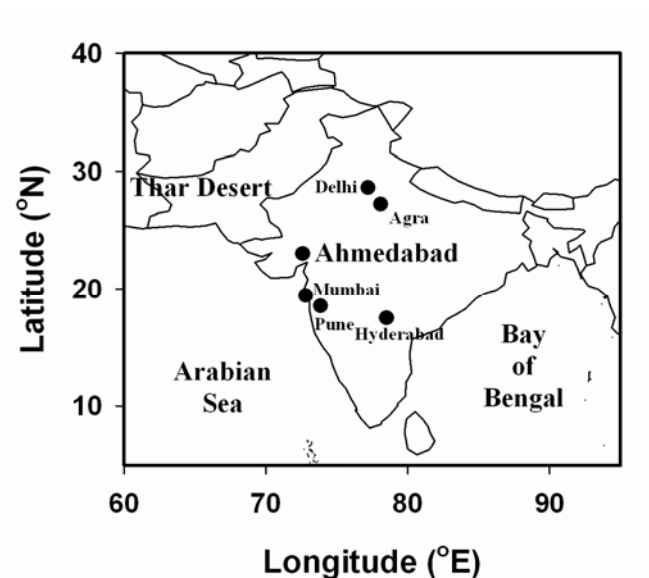 40
30
20
10
60
70
80
90
Latitude (°N)
Longitude (°E)
Thar Desert
Delhi
Agra
Ahmedabad
Mumbai
Pune
Hyderabad
Arabian
Sea
Bay
of
Bengal